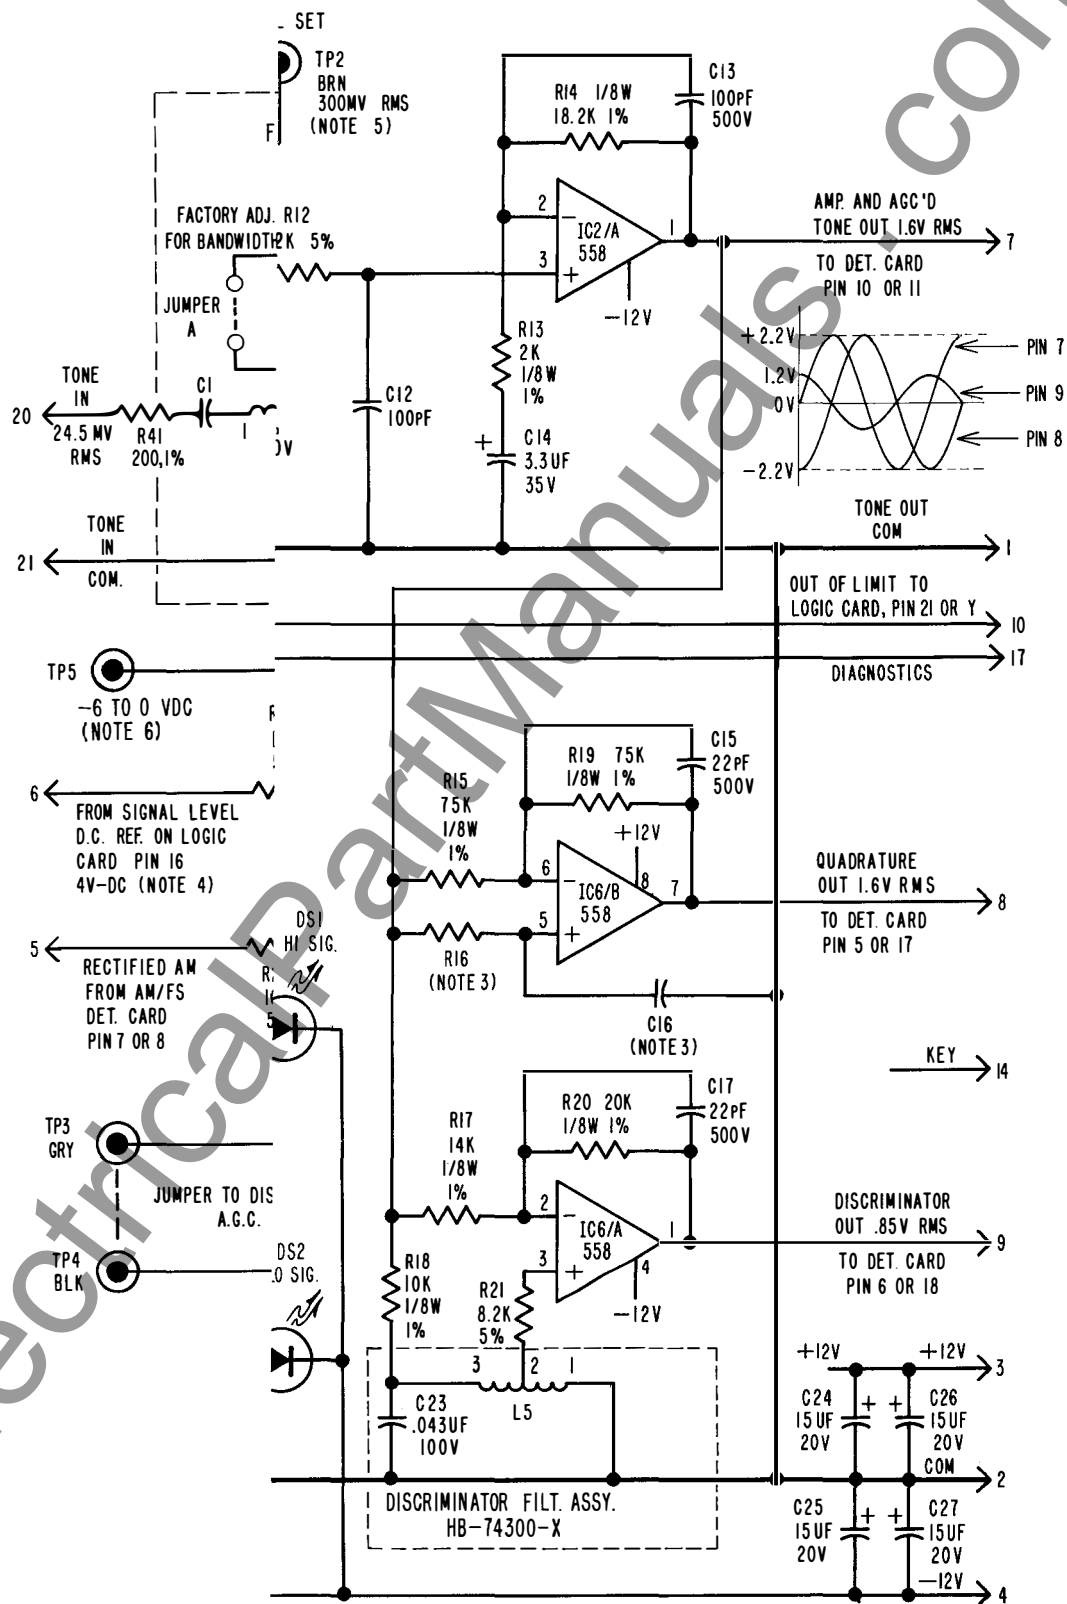 SET
TP2
BRN
300MV RMS
(NOTE 5)
F
FACTORY ADJ. R12
FOR BANDWIDTH 2K 5%
JUMPER
A
TONE
IN
20
24.5 MV
RMS
R41
200,1%
C1
1
OV
TONE
IN
COM.
21
TP5
-6 TO 0 VDC
(NOTE 6)
R
6
FROM SIGNAL LEVEL
D.C. REF. ON LOGIC
CARD PIN 16
4V-DC (NOTE 4)
5
RECTIFIED AM
FROM AM/FS
DET. CARD
PIN 7 OR 8
DS1
HI SIG.
TP3
GRY
JUMPER TO DIS
A.G.C.
TP4
BLK
DS2
LO SIG.
C13
100PF
500V
R14 1/8W
18.2K 1%
2
3
1
IC2/A
558
-12V
R13
2K
1/8W
1%
C12
100PF
+
C14
3.3UF
35V
AMP. AND AGC'D
TONE OUT 1.6V RMS
7
TO DET. CARD
PIN 10 OR 11
+2.2V
1.2V
0V
-2.2V
PIN 7
PIN 9
PIN 8
TONE OUT
COM
1
OUT OF LIMIT TO
LOGIC CARD, PIN 21 OR Y
10
17
DIAGNOSTICS
C15
22PF
500V
R19 75K
1/8W 1%
R15
75K
1/8W
1%
+12V
6
5
8
7
IC6/B
558
R16
(NOTE 3)
C16
(NOTE 3)
QUADRATURE
OUT 1.6V RMS
8
TO DET. CARD
PIN 5 OR 17
KEY
14
C17
22PF
500V
R20 20K
1/8W 1%
R17
14K
1/8W
1%
2
3
1
4
IC6/A
558
-12V
DISCRIMINATOR
OUT .85V RMS
9
TO DET. CARD
PIN 6 OR 18
R18
10K
1/8W
1%
R21
8.2K
5%
3 2 1
L5
C23
.043UF
100V
DISCRIMINATOR FILT. ASSY.
HB-74300-X
+12V +12V
3
C24
15UF
20V
+ +
C26
15UF
20V
COM
2
C25
15UF
20V
+ +
C27
15UF
20V
-12V
4
ectricalPartManuals.com